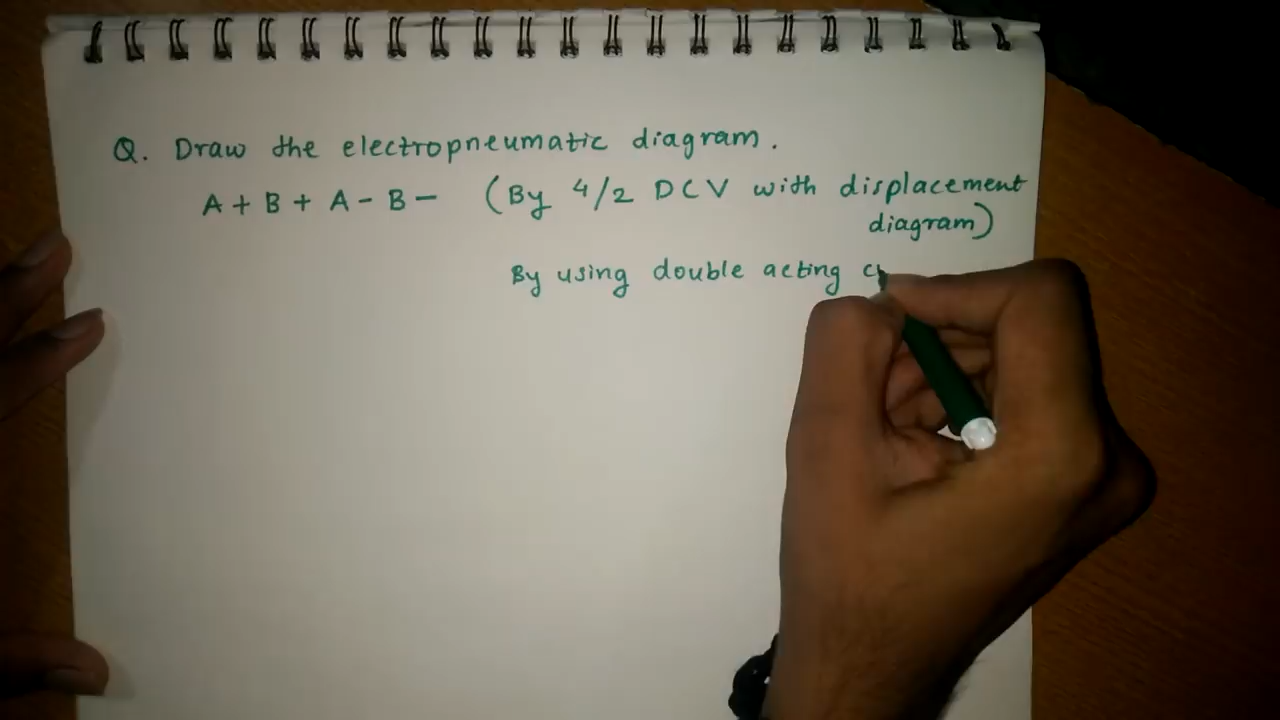 Q. Draw the electropneumatic diagram.
A + B + A - B - (By 4/2 DCV with displacement
diagram)
By using double acting